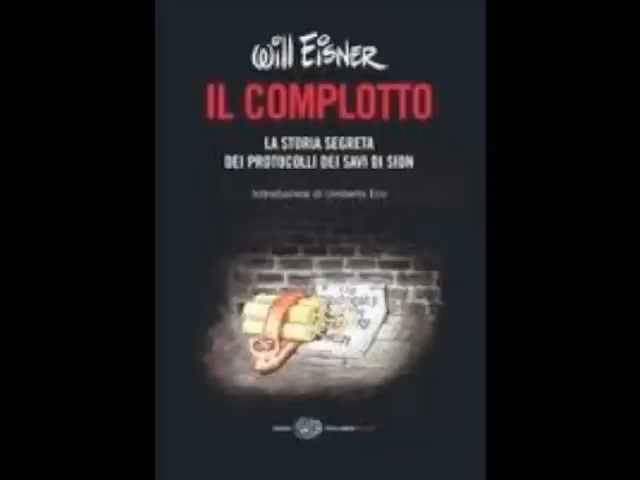 Will EISNER
IL COMPLOTTO
LA STORIA SEGRETA
DEI PROTOCOLLI DEI SAVI DI SION
Introduzione di Umberto Eco